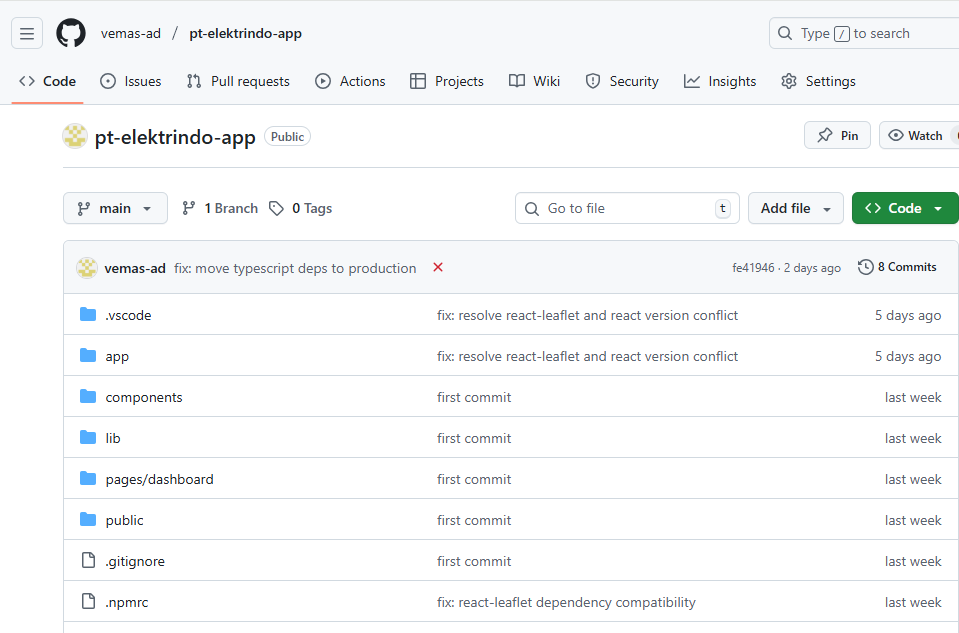 vemas-ad / pt-elektrindo-app
Type / to search
Code Issues Pull requests Actions Projects Wiki Security Insights Settings
pt-elektrindo-app Public
Pin Watch
main 1 Branch 0 Tags Go to file t Add file Code
vemas-ad fix: move typescript deps to production fe41946 · 2 days ago 8 Commits
.vscode fix: resolve react-leaflet and react version conflict 5 days ago
app fix: resolve react-leaflet and react version conflict 5 days ago
components first commit last week
lib first commit last week
pages/dashboard first commit last week
public first commit last week
.gitignore first commit last week
.npmrc fix: react-leaflet dependency compatibility last week